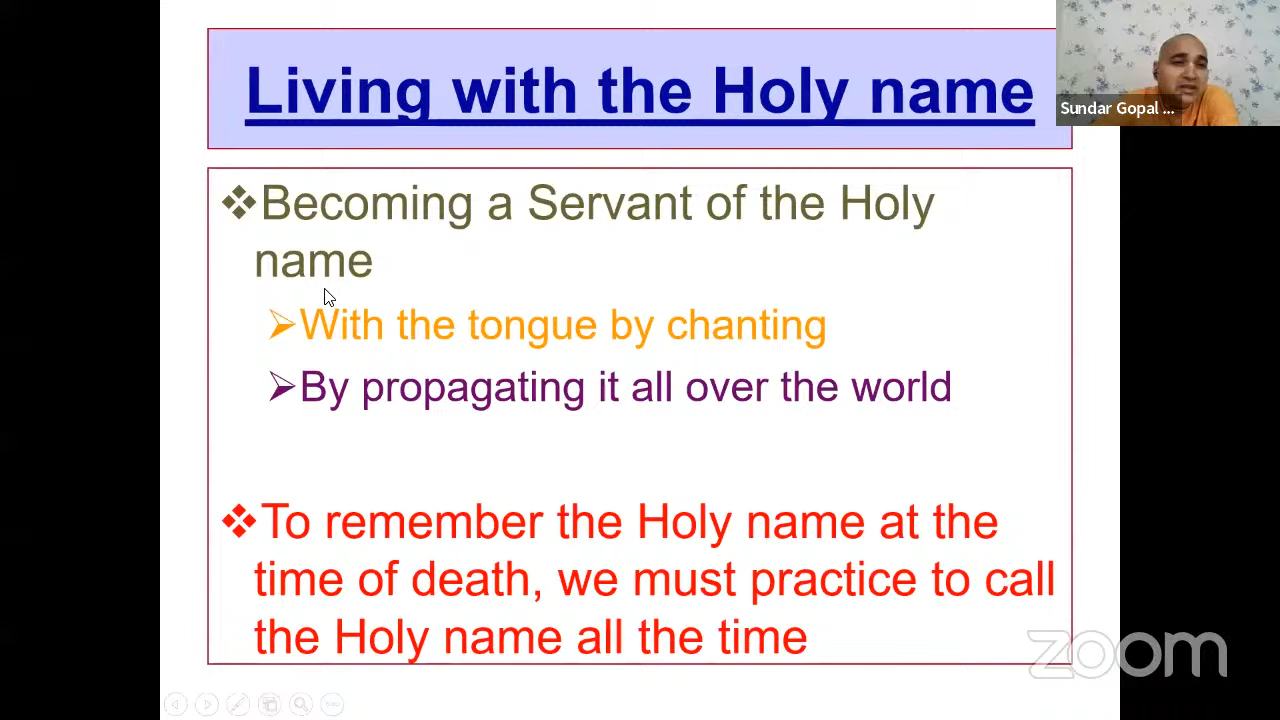 Living with the Holy name
Sundar Gopal ...
❖Becoming a Servant of the Holy
name
➢With the tongue by chanting
➢By propagating it all over the world
❖To remember the Holy name at the
time of death, we must practice to call
the Holy name all the time
zoom